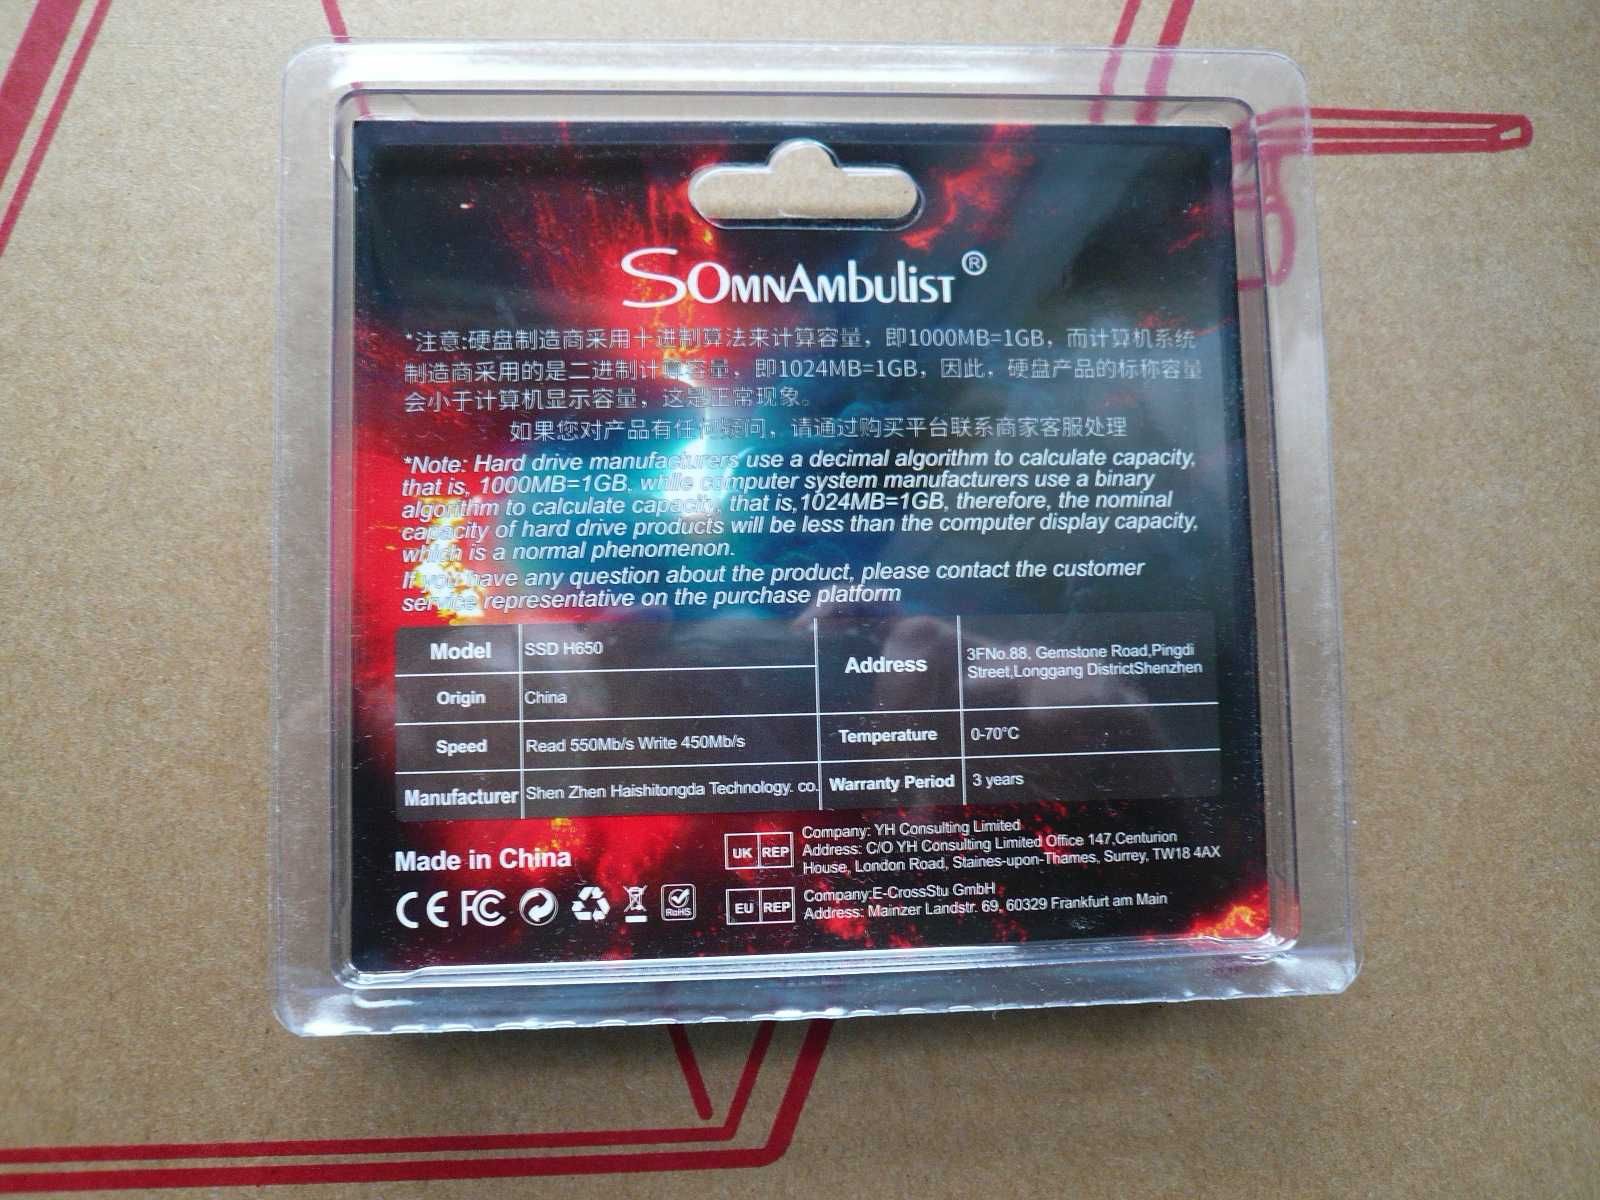 SOmnAmbulist®
*注意:硬盘制造商采用十进制算法来计算容量，即1000MB=1GB，而计算机系统
制造商采用的是二进制计算容量，即1024MB=1GB，因此，硬盘产品的标称容量
会小于计算机显示容量，这是正常现象。
如果您对产品有任何疑问，请通过购买平台联系商家客服处理
*Note: Hard drive manufacturers use a decimal algorithm to calculate capacity,
that is, 1000MB=1GB, while computer system manufacturers use a binary
algorithm to calculate capacity, that is,1024MB=1GB, therefore, the nominal
capacity of hard drive products will be less than the computer display capacity,
which is a normal phenomenon.
If you have any question about the product, please contact the customer
service representative on the purchase platform
Model SSD H650
Origin China
Speed Read 550Mb/s Write 450Mb/s
Manufacturer Shen Zhen Haishitongda Technology. co.
Address 3FNo.88, Gemstone Road,Pingdi
Street,Longgang DistrictShenzhen
Temperature 0-70°C
Warranty Period 3 years
Made in China
CE FC
RoHS
UK REP
Company: YH Consulting Limited
Address: C/O YH Consulting Limited Office 147,Centurion
House, London Road, Staines-upon-Thames, Surrey, TW18 4AX
EU REP
Company:E-CrossStu GmbH
Address: Mainzer Landstr. 69, 60329 Frankfurt am Main